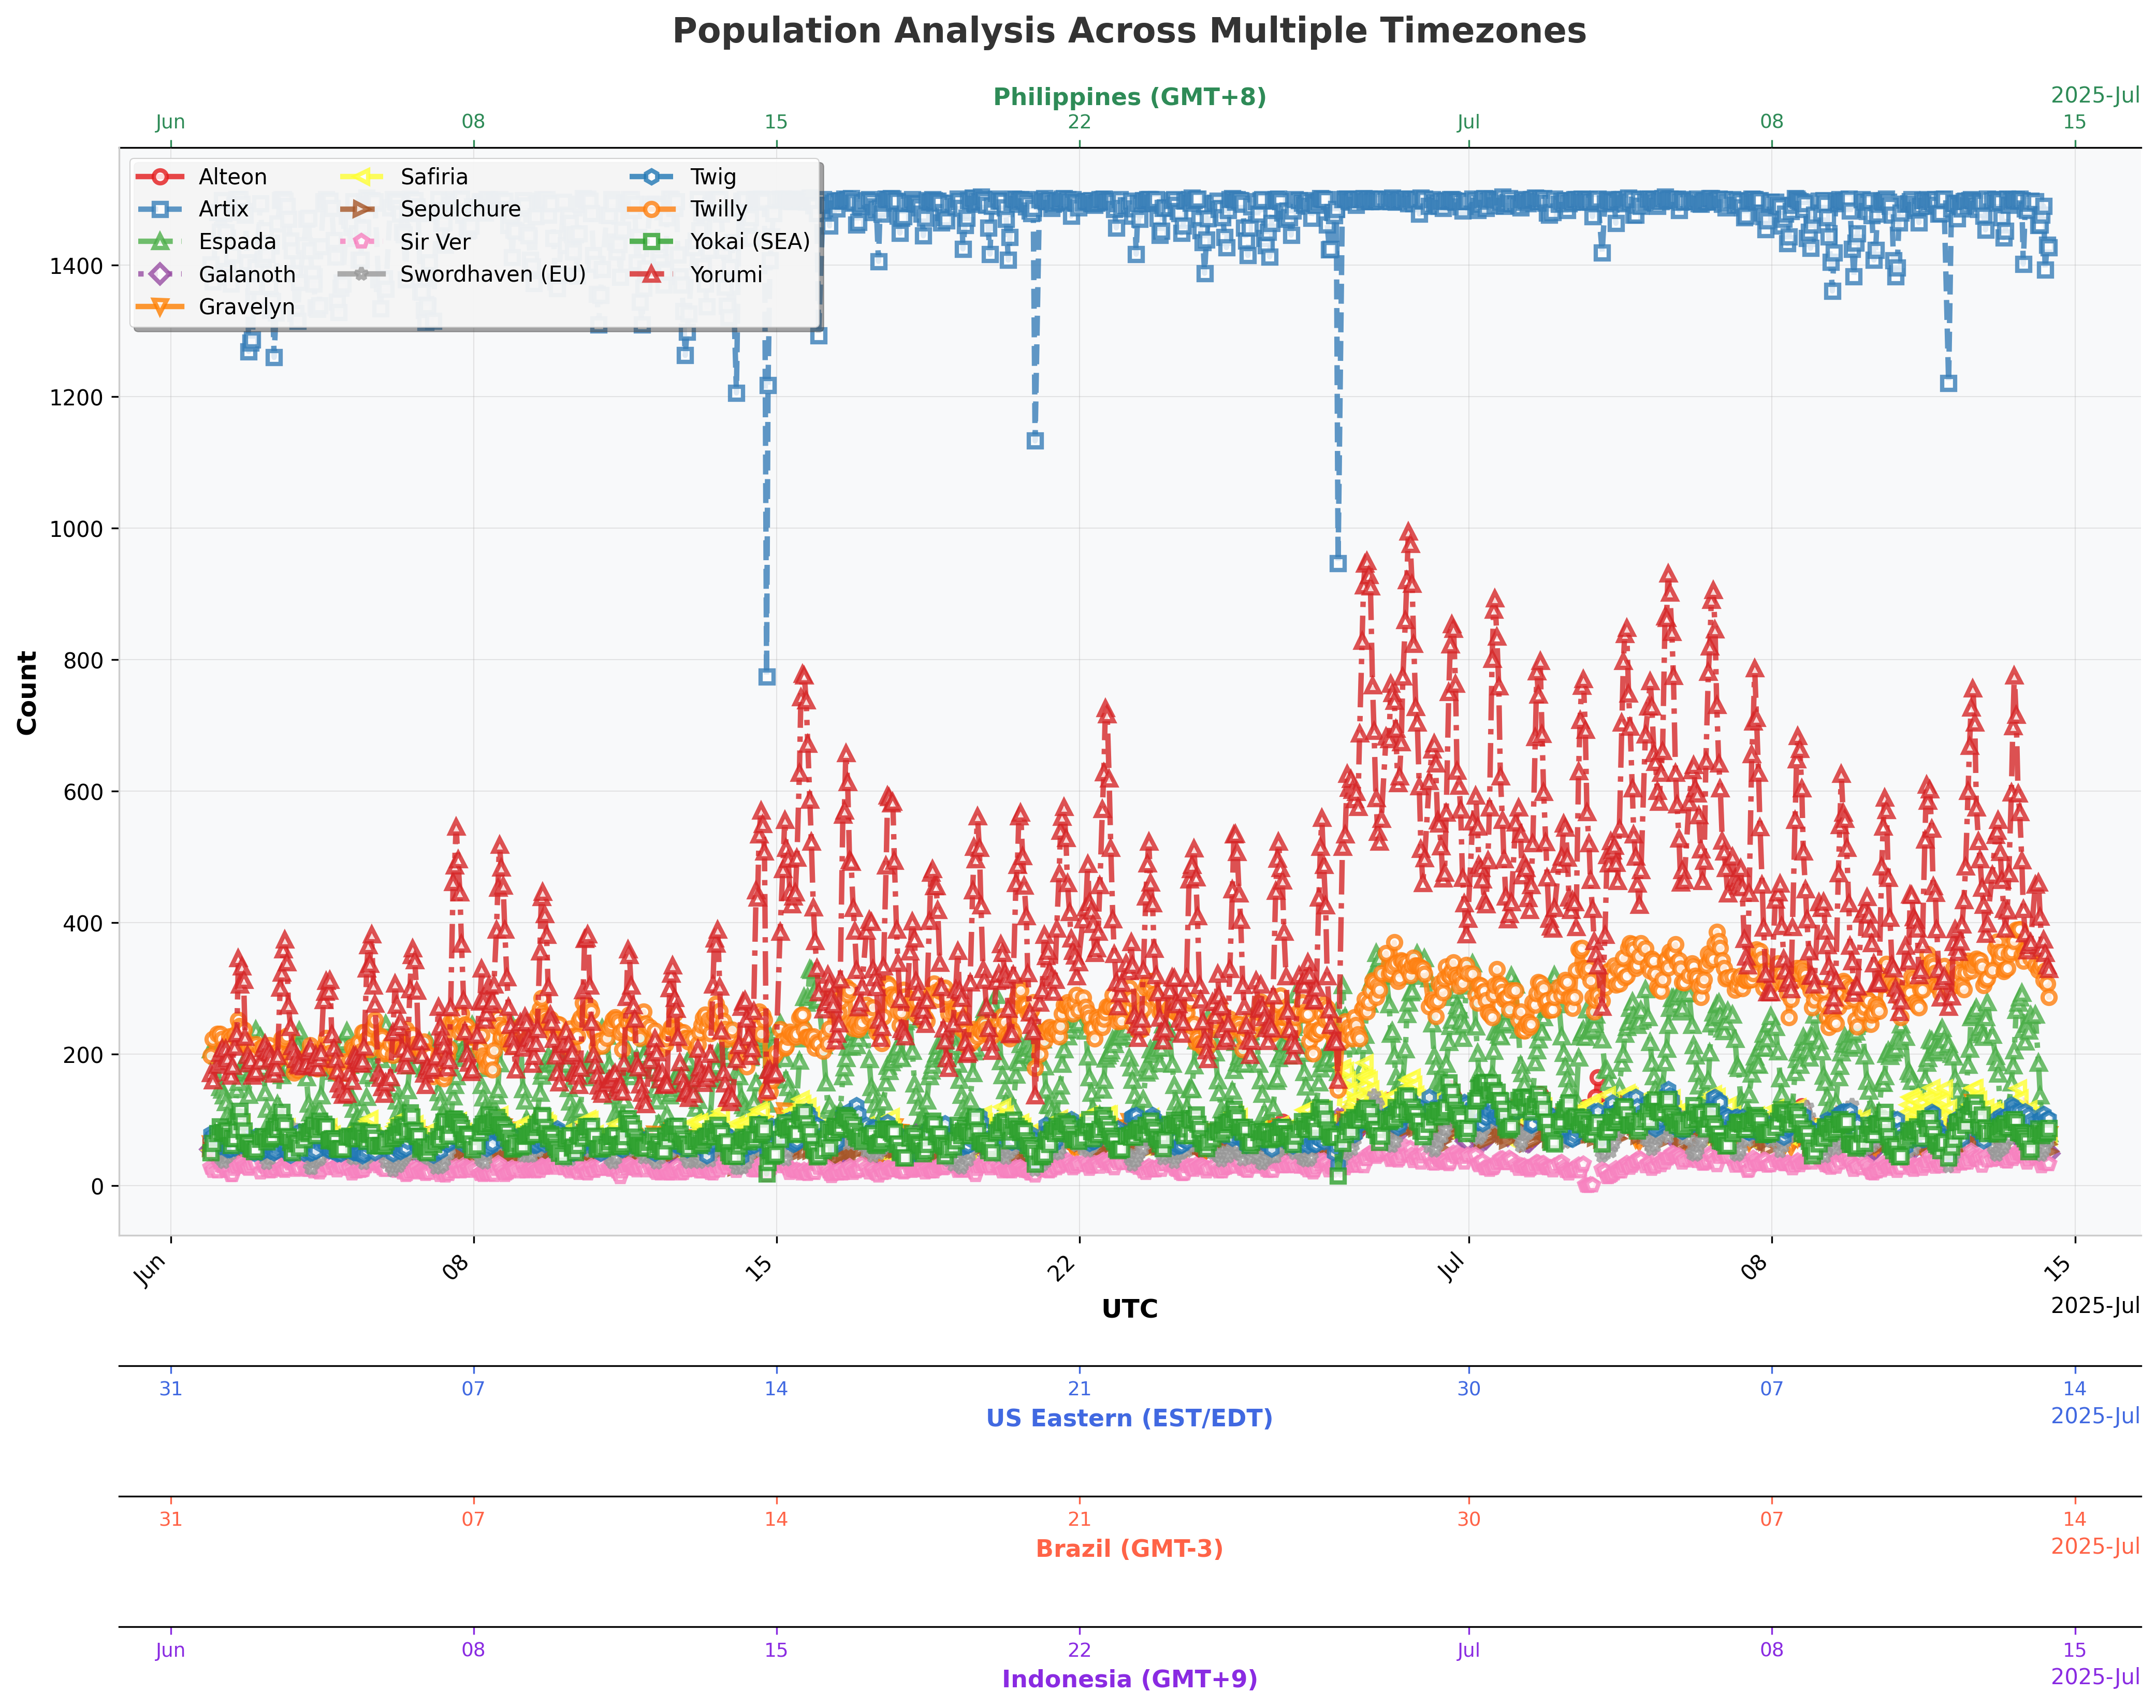 Population Analysis Across Multiple Timezones
Philippines (GMT+8)
2025-Jul
Jun 08 15 22 Jul 08 15
Alteon Safiria Twig
Artix Sepulchure Twilly
Espada Sir Ver Yokai (SEA)
Galanoth Swordhaven (EU) Yorumi
Gravelyn
1400
1200
1000
800
600
400
200
0
Count
Jun 08 15 22 Jul 08 15
UTC
2025-Jul
31 07 14 21 30 07 14
US Eastern (EST/EDT)
2025-Jul
31 07 14 21 30 07 14
Brazil (GMT-3)
2025-Jul
Jun 08 15 22 Jul 08 15
Indonesia (GMT+9)
2025-Jul